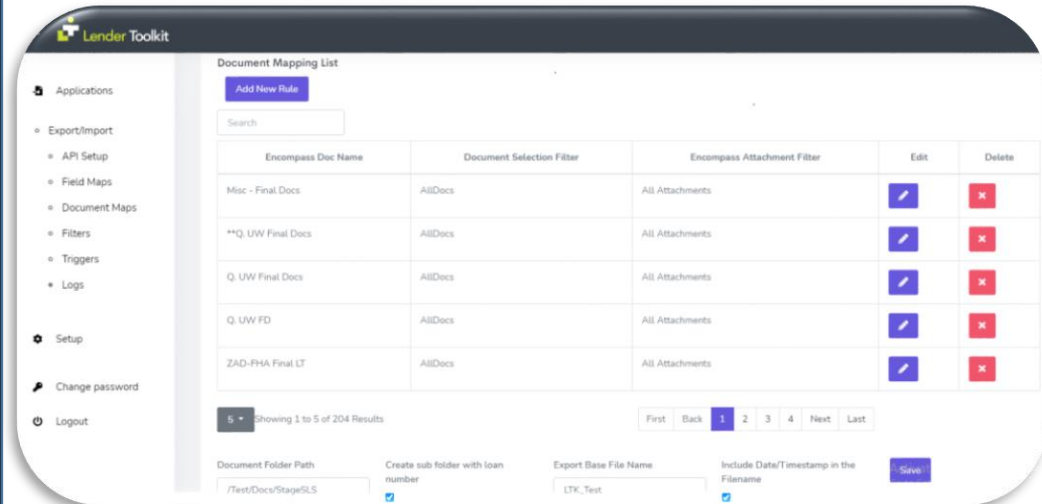 Lender Toolkit
Applications
Export/Import
API Setup
Field Maps
Document Maps
Filters
Triggers
Logs
Setup
Change password
Logout
Document Mapping List
Add New Rule
Search
Encompass Doc Name Document Selection Filter Encompass Attachment Filter Edit Delete
Misc - Final Docs AllDocs All Attachments
**Q. UW Final Docs AllDocs All Attachments
Q. UW Final Docs AllDocs All Attachments
Q. UW FD AllDocs All Attachments
ZAD-FHA Final LT AllDocs All Attachments
5 Showing 1 to 5 of 204 Results First Back 1 2 3 4 Next Last
Document Folder Path
/Test/Docs/StageSLS
Create sub folder with loan
number
Export Base File Name
LTK_Test
Include Date/Timestamp in the
Filename
Save